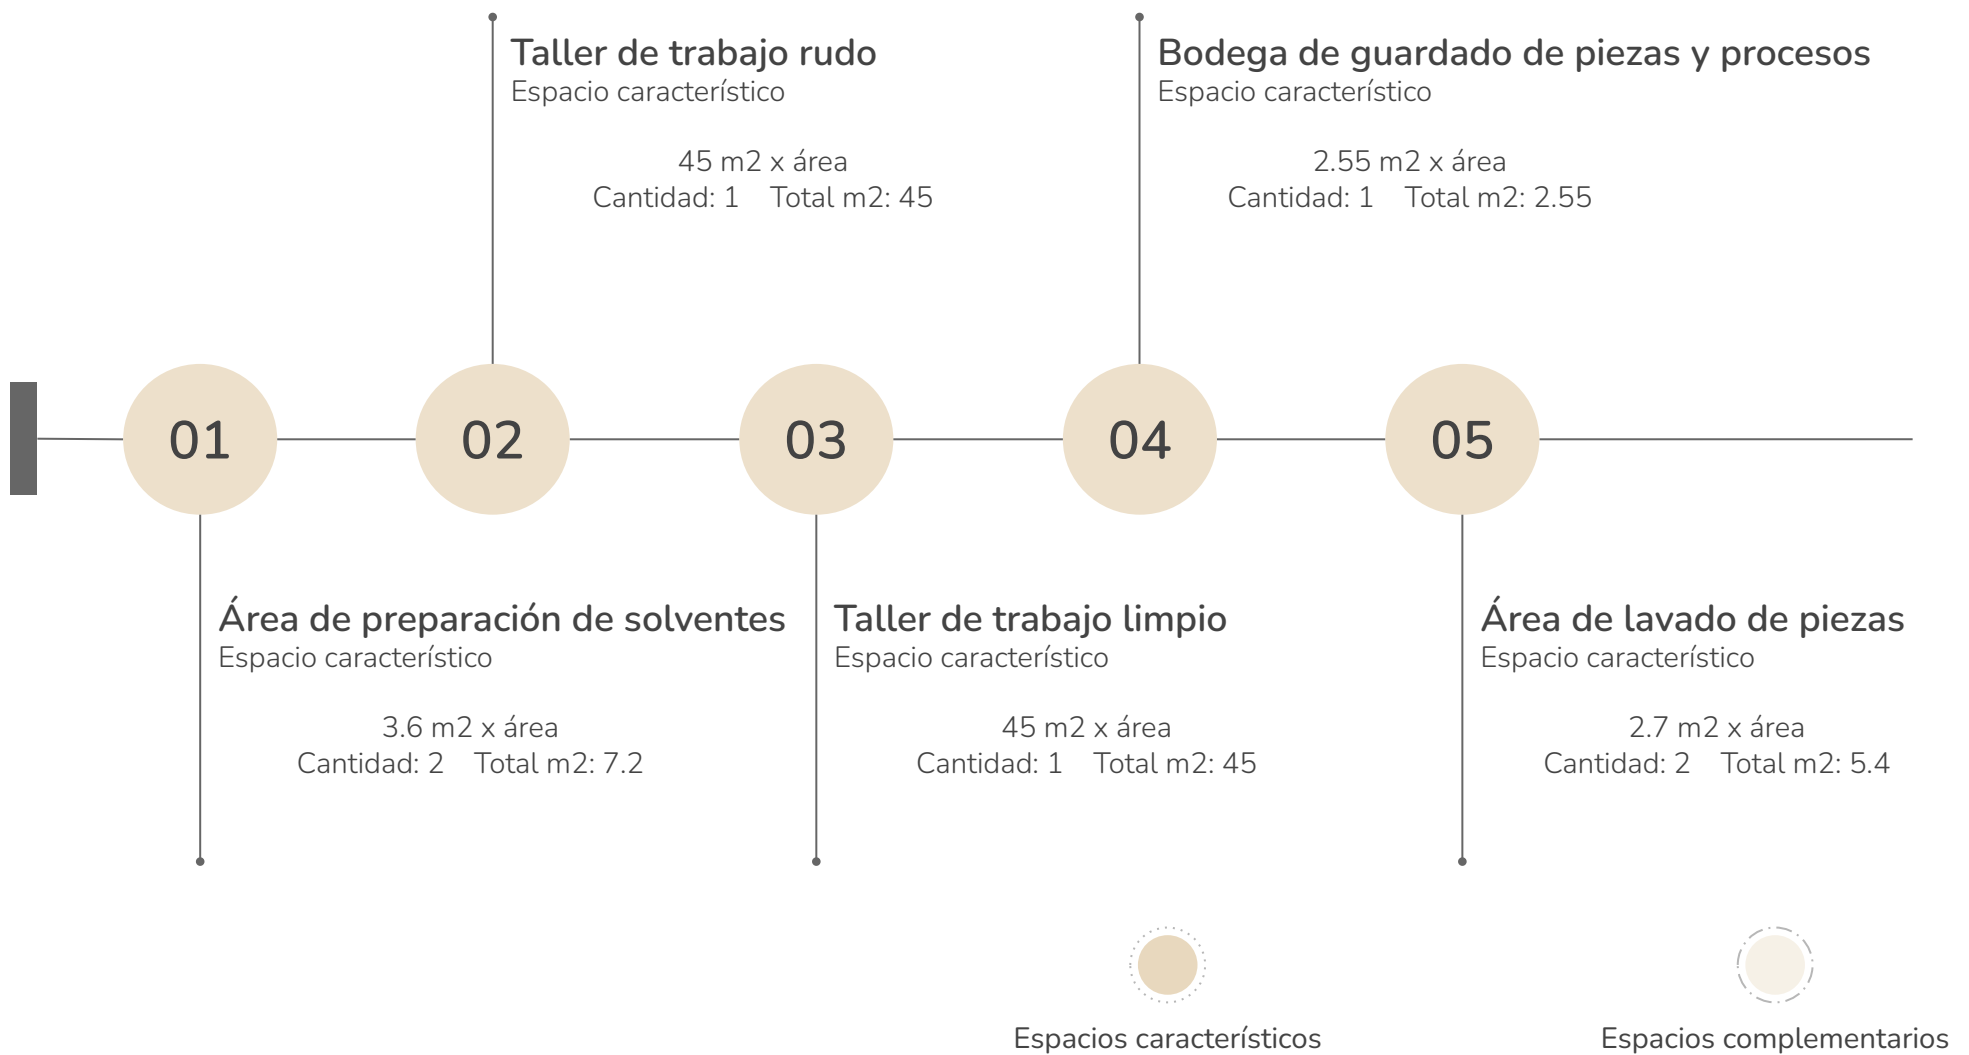 Taller de trabajo rudo
Espacio característico
45 m2 x área
Cantidad: 1 Total m2: 45
Bodega de guardado de piezas y procesos
Espacio característico
2.55 m2 x área
Cantidad: 1 Total m2: 2.55
01
02
03
04
05
Área de preparación de solventes
Espacio característico
3.6 m2 x área
Cantidad: 2 Total m2: 7.2
Taller de trabajo limpio
Espacio característico
45 m2 x área
Cantidad: 1 Total m2: 45
Área de lavado de piezas
Espacio característico
2.7 m2 x área
Cantidad: 2 Total m2: 5.4
Espacios característicos
Espacios complementarios